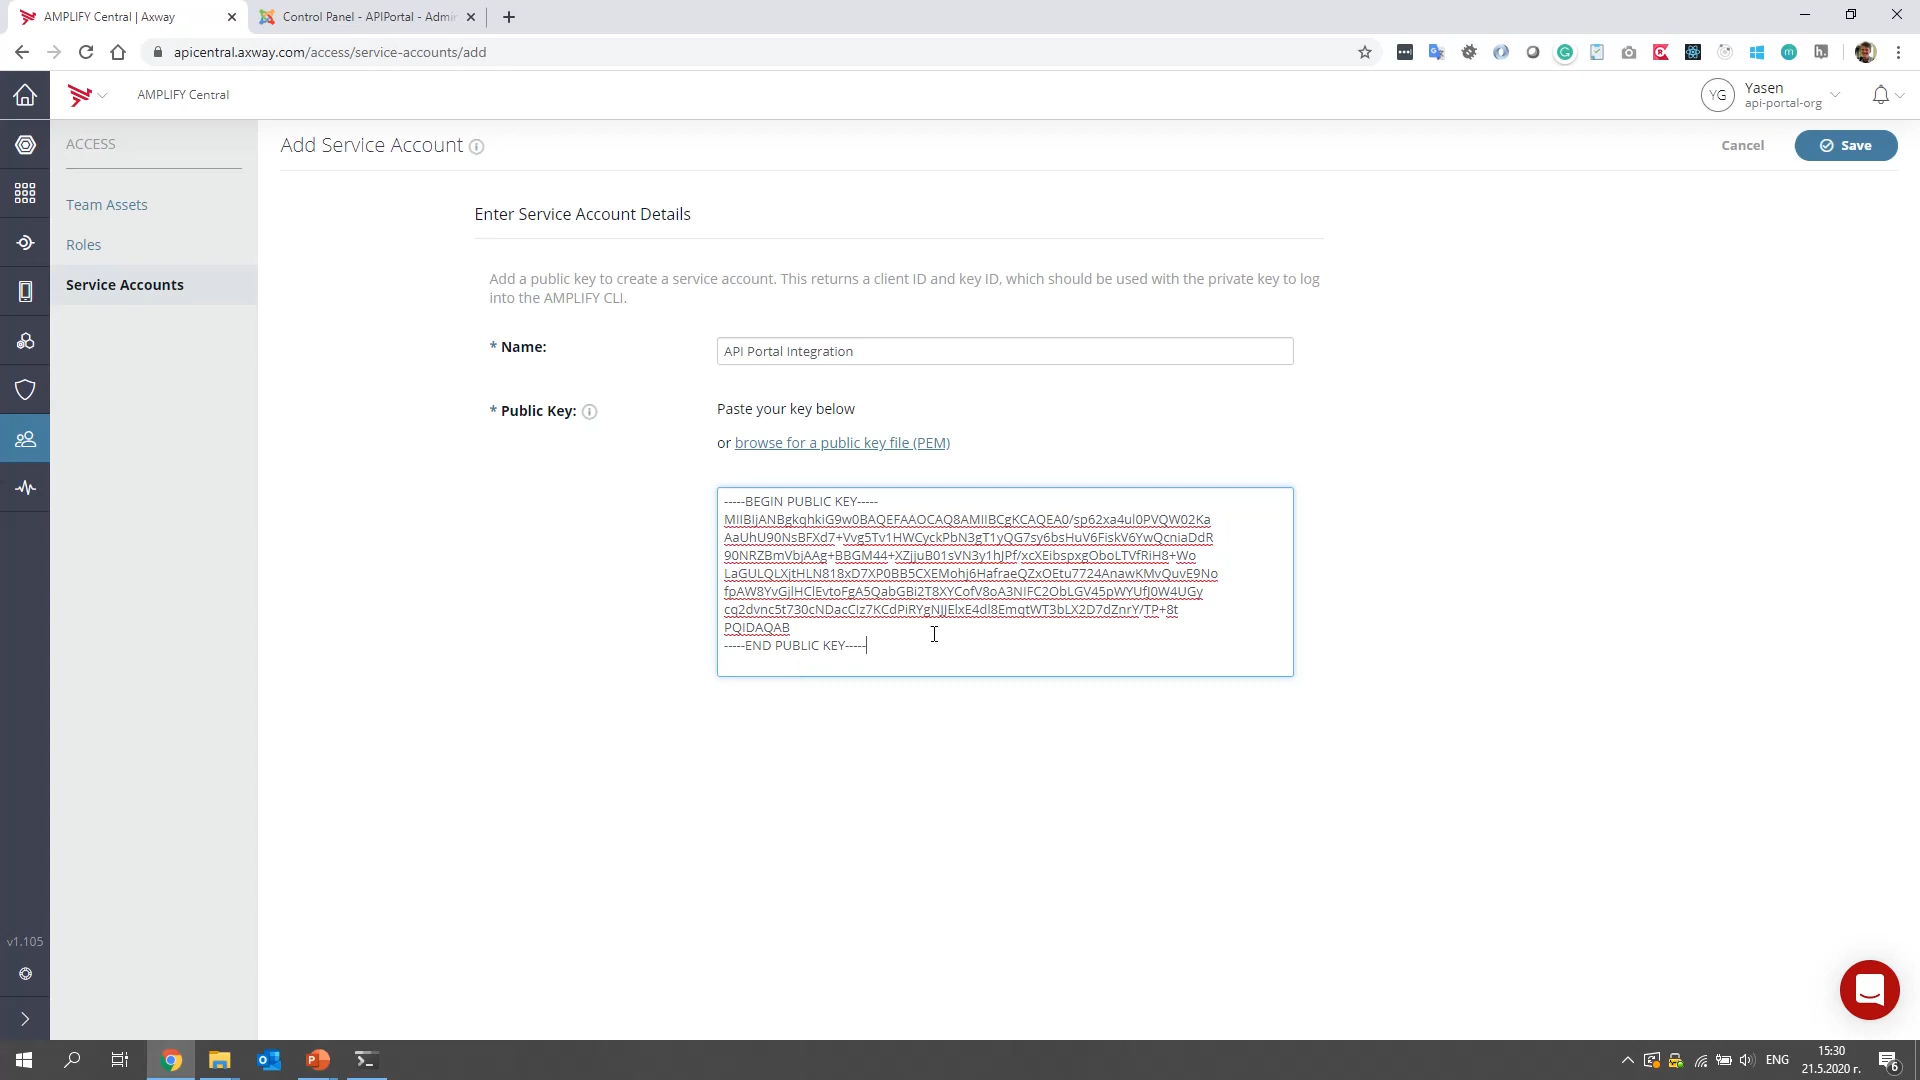 AMPLIFY Central | Axway
Control Panel - APIPortal - Admi
apicentral.axway.com/access/service-accounts/add
AMPLIFY Central
YG
Yasen
api-portal-org
ACCESS
Team Assets
Roles
Service Accounts
Add Service Account
Cancel
Save
Enter Service Account Details
Add a public key to create a service account. This returns a client ID and key ID, which should be used with the private key to log
into the AMPLIFY CLI.
* Name:
API Portal Integration
* Public Key:
Paste your key below
or browse for a public key file (PEM)
-----BEGIN PUBLIC KEY-----
MIIBIjANBgkqhkiG9w0BAQEFAAOCAQ8AMIIBCgKCAQEA0/sp62xa4ul0PVQW02Ka
AaUhU90NsBFXd7+Vvg5Tv1HWCyckPbN3gT1yQG7sy6bsHuV6FiskV6YwQcniaDdR
90NRZBmVbjAAg+BBGM44+XZjjuB01sVN3y1hJPf/xcXEibspxgOboLTVfRiH8+Wo
LaGULQLXjtHLN818xD7XP0BB5CXEMohj6HafraeQZxOEtu7724AnawKMvQuvE9No
fpAW8YvGjlHClEvtoFgA5QabGBi2T8XYCofV8oA3NIFC2ObLGV45pWYUfJ0W4UGy
cq2dvnc5t730cNDacCIz7KCdPiRYgNJJElxE4dl8EmqtWT3bLX2D7dZnrY/TP+8t
PQIDAQAB
-----END PUBLIC KEY-----
v1.105
ENG
15:30
21.5.2020 г.
6